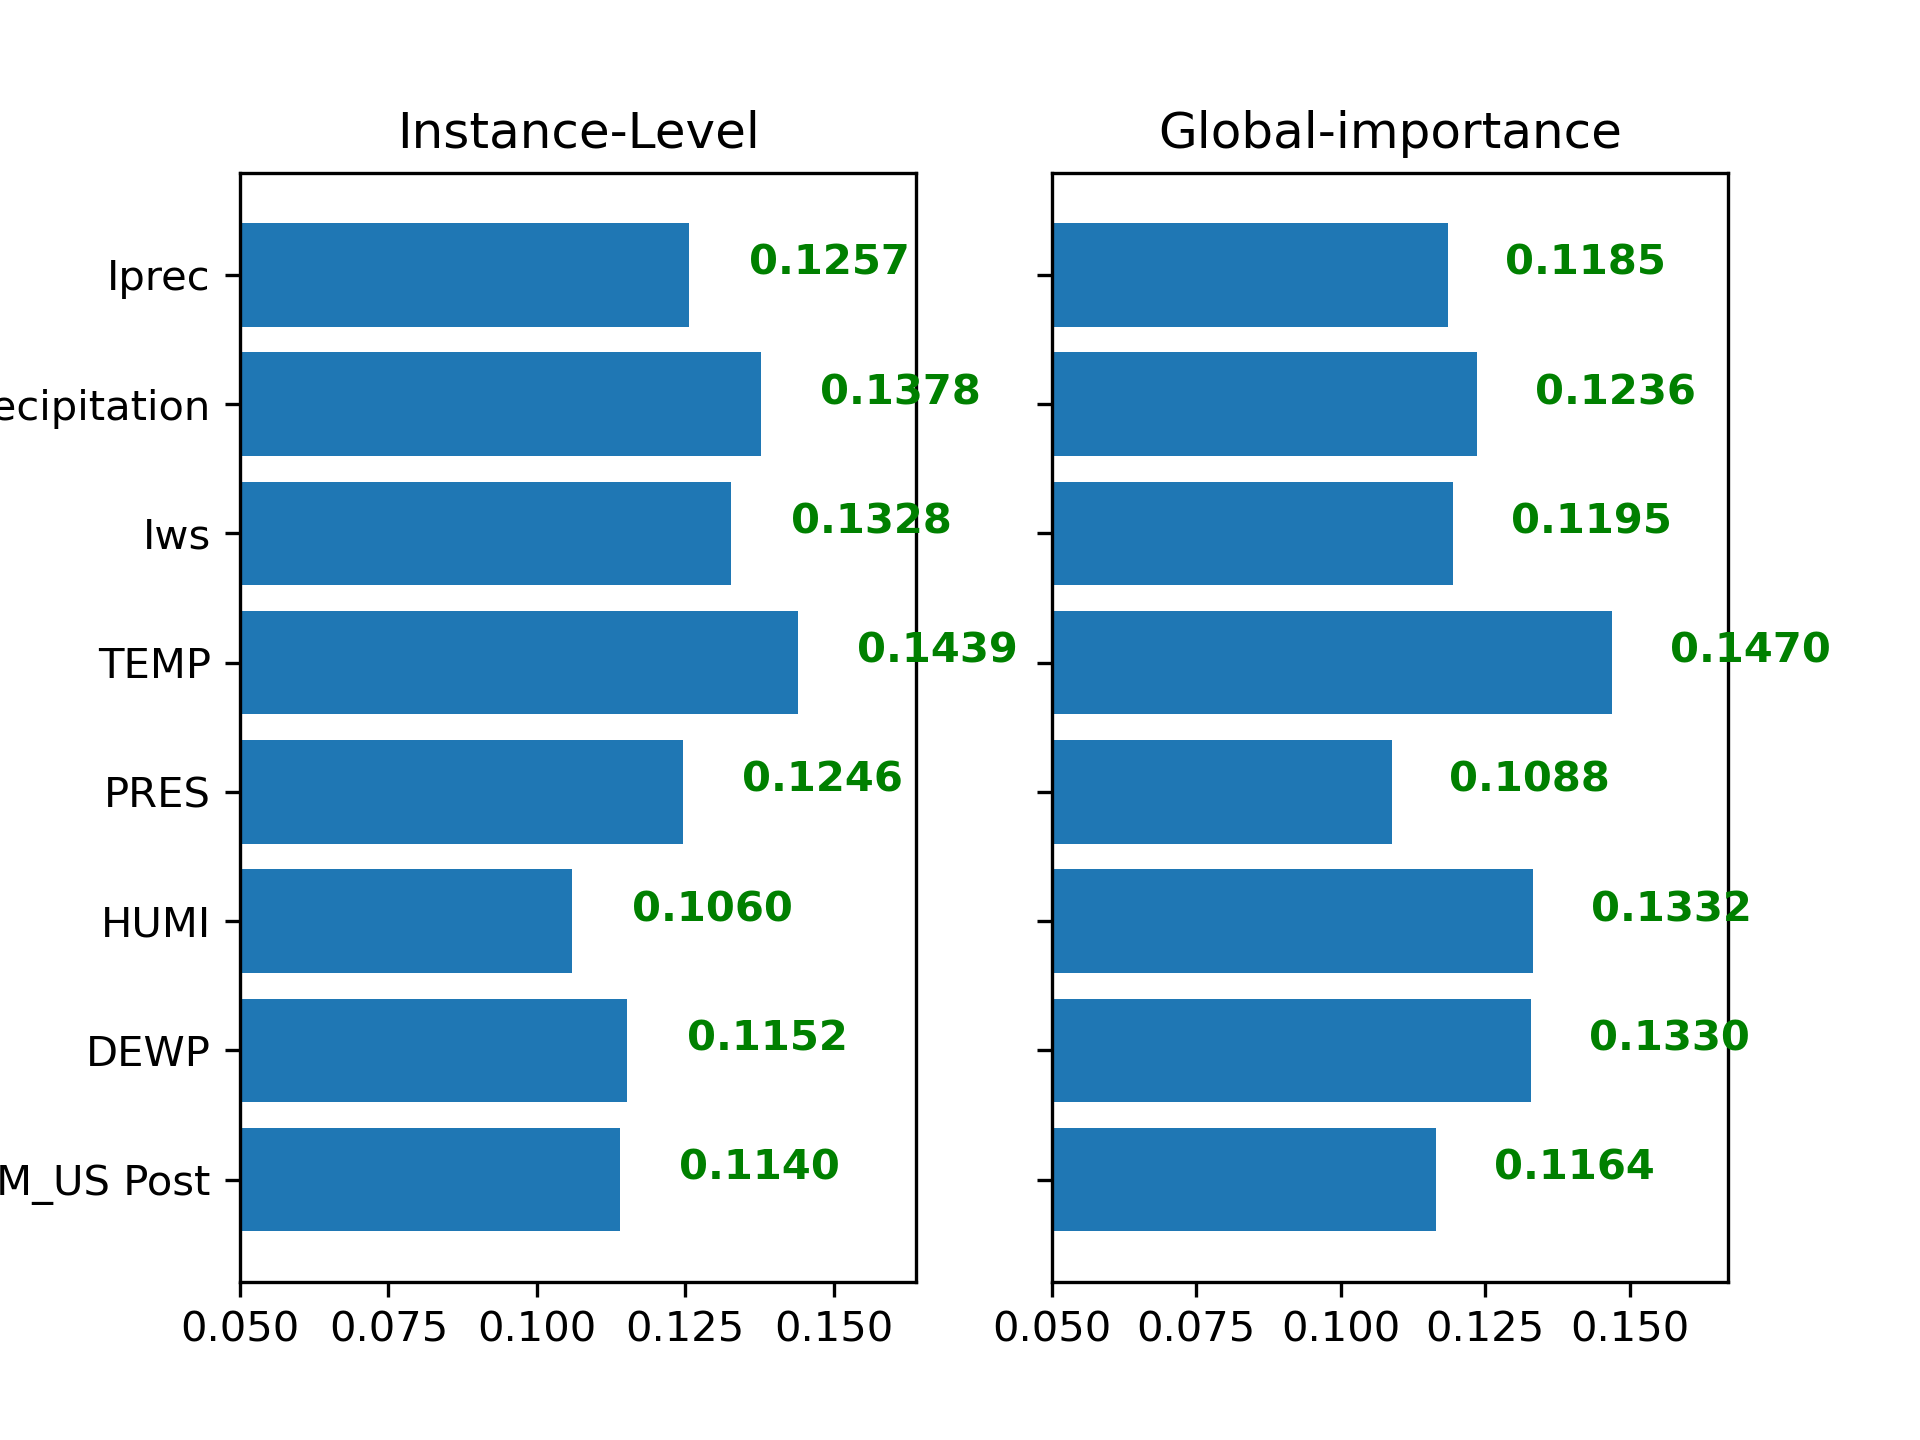 Instance-Level
Global-importance
Iprec
0.1257
0.1185
ecipitation
0.1378
0.1236
Iws
0.1328
0.1195
TEMP
0.1439
0.1470
PRES
0.1246
0.1088
HUMI
0.1060
0.1332
DEWP
0.1152
0.1330
M_US Post
0.1140
0.1164
0.050 0.075 0.100 0.125 0.150
0.050 0.075 0.100 0.125 0.150